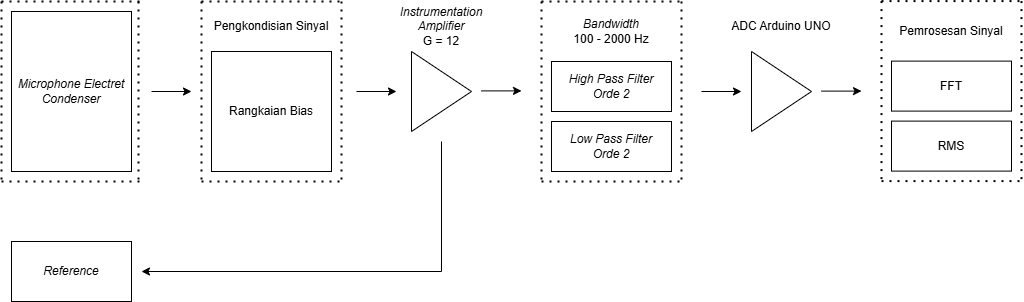 Microphone Electret
Condenser
Pengkondisian Sinyal
Rangkaian Bias
Instrumentation
Amplifier
G = 12
Bandwidth
100 - 2000 Hz
High Pass Filter
Orde 2
Low Pass Filter
Orde 2
ADC Arduino UNO
Pemrosesan Sinyal
FFT
RMS
Reference